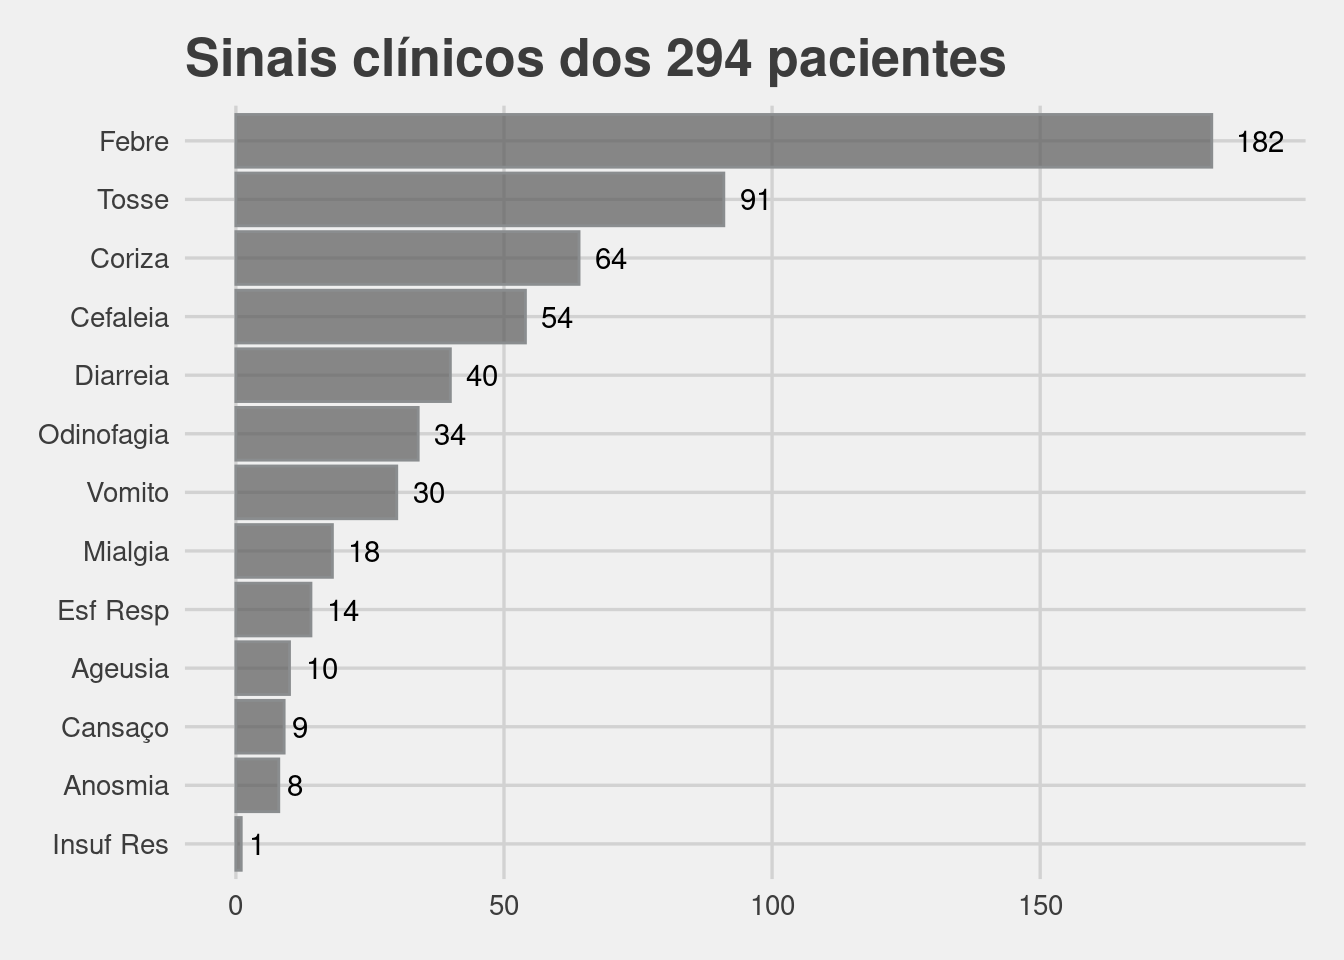 Sinais clínicos dos 294 pacientes
Febre 182
Tosse 91
Coriza 64
Cefaleia 54
Diarreia 40
Odinofagia 34
Vomito 30
Mialgia 18
Esf Resp 14
Ageusia 10
Cansaço 9
Anosmia 8
Insuf Res 1
0 50 100 150